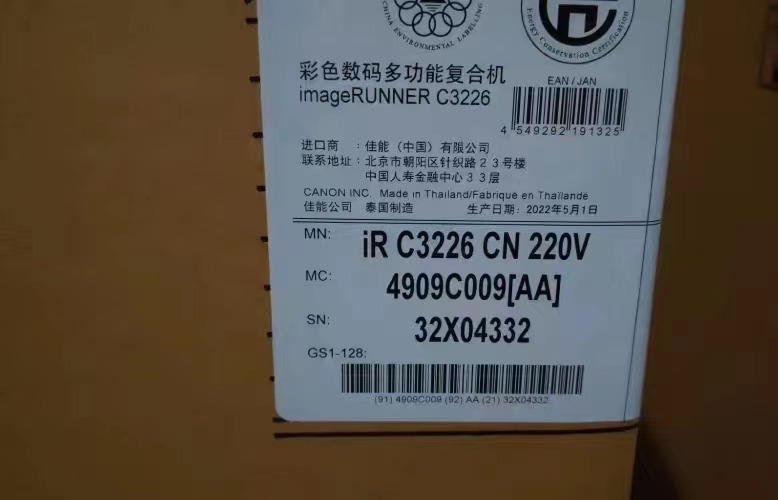 CHINA ENVIRONMENTAL LABELLING
Energy Conservation Certification
彩色数码多功能复合机
imageRUNNER C3226
EAN / JAN
4 549292 191325
进口商 ：佳能（中国）有限公司
联系地址：北京市朝阳区针织路２３号楼
中国人寿金融中心３３层
CANON INC. Made in Thailand/Fabriqué en Thaïlande
佳能公司 泰国制造 生产日期：2022年5月1日
MN: iR C3226 CN 220V
MC: 4909C009[AA]
SN: 32X04332
GS1-128:
(91) 4909C009 (92) AA (21) 32X04332